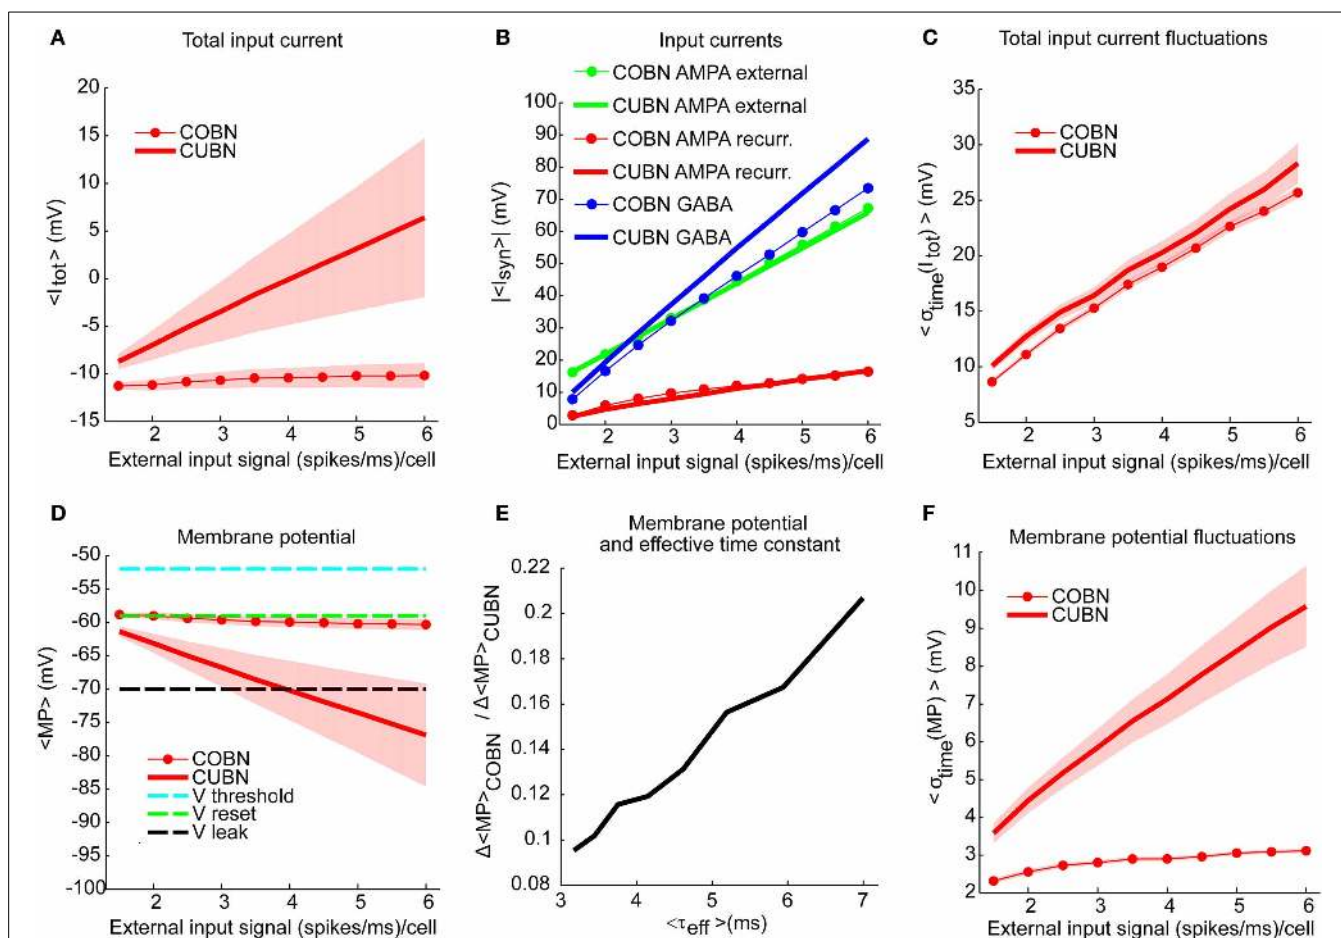 A
Total input current
20
15
10
5
0
-5
-10
-15
<I_tot> (mV)
COBN
CUBN
2 3 4 5 6
External input signal (spikes/ms)/cell
B
Input currents
COBN AMPA external
CUBN AMPA external
COBN AMPA recurr.
CUBN AMPA recurr.
COBN GABA
CUBN GABA
100
90
80
70
60
50
40
30
20
10
0
|<I_syn>| (mV)
2 3 4 5 6
External input signal (spikes/ms)/cell
C
Total input current fluctuations
35
30
25
20
15
10
5
< σ_time(I_tot) > (mV)
COBN
CUBN
2 3 4 5 6
External input signal (spikes/ms)/cell
D
Membrane potential
-50
-55
-60
-65
-70
-75
-80
-85
-90
-95
-100
<MP> (mV)
COBN
CUBN
V threshold
V reset
V leak
2 3 4 5 6
External input signal (spikes/ms)/cell
E
Membrane potential
and effective time constant
0.22
0.2
0.18
0.16
0.14
0.12
0.1
0.08
Δ<MP>_COBN / Δ<MP>_CUBN
3 4 5 6 7
<τ_eff >(ms)
F
Membrane potential fluctuations
11
10
9
8
7
6
5
4
3
2
< σ_time(MP) > (mV)
COBN
CUBN
2 3 4 5 6
External input signal (spikes/ms)/cell